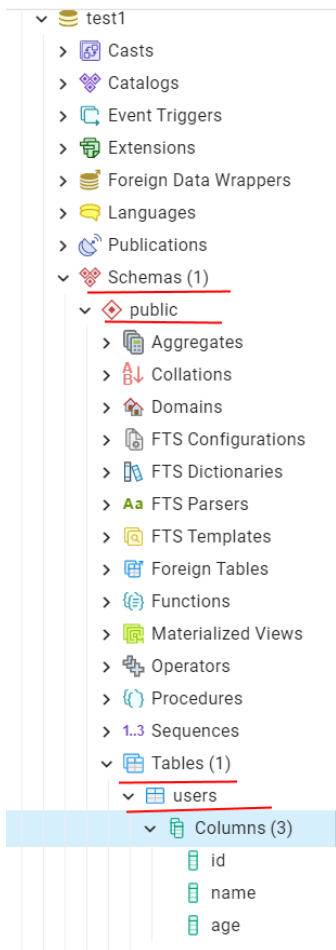 test1
Casts
Catalogs
Event Triggers
Extensions
Foreign Data Wrappers
Languages
Publications
Schemas (1)
public
Aggregates
Collations
Domains
FTS Configurations
FTS Dictionaries
Aa FTS Parsers
FTS Templates
Foreign Tables
Functions
Materialized Views
Operators
Procedures
1..3 Sequences
Tables (1)
users
Columns (3)
id
name
age